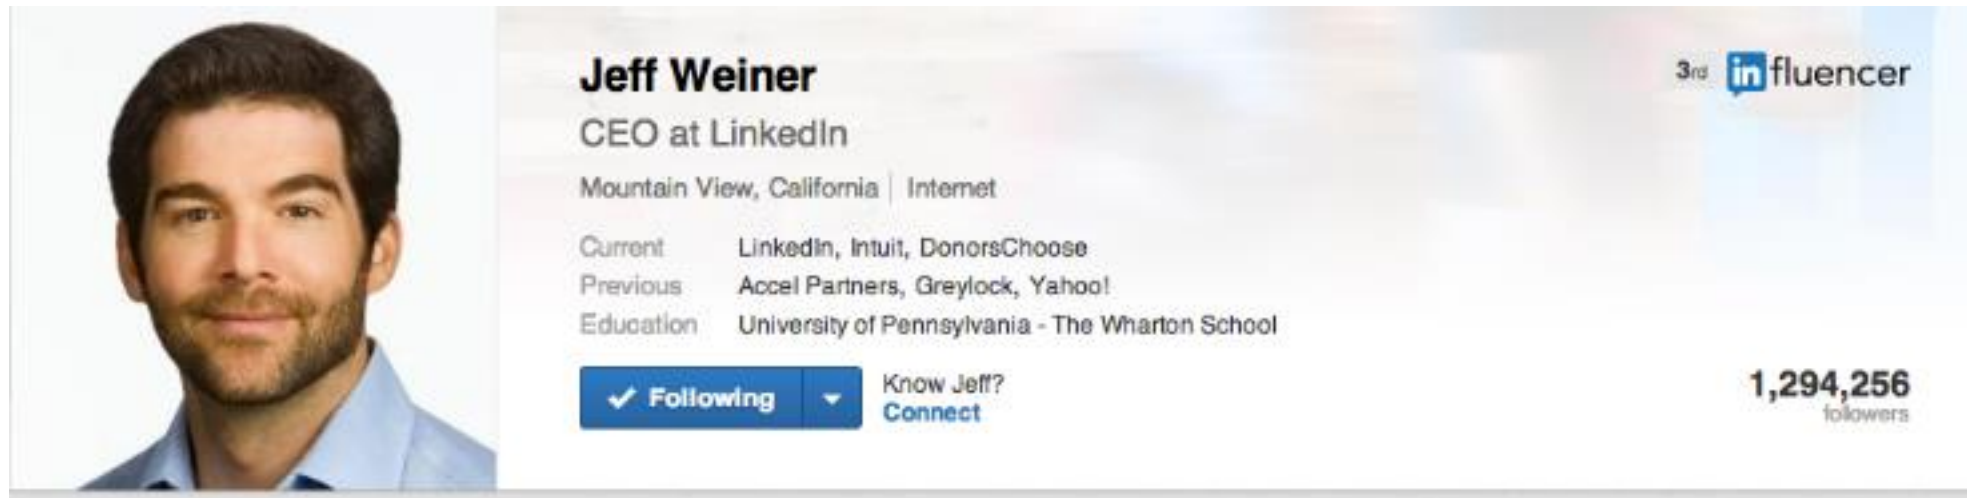 Jeff Weiner
3rd influencer
CEO at LinkedIn
Mountain View, California | Internet
Current LinkedIn, Intuit, DonorsChoose
Previous Accel Partners, Greylock, Yahoo!
Education University of Pennsylvania - The Wharton School
Following
Know Jeff?
Connect
1,294,256
followers